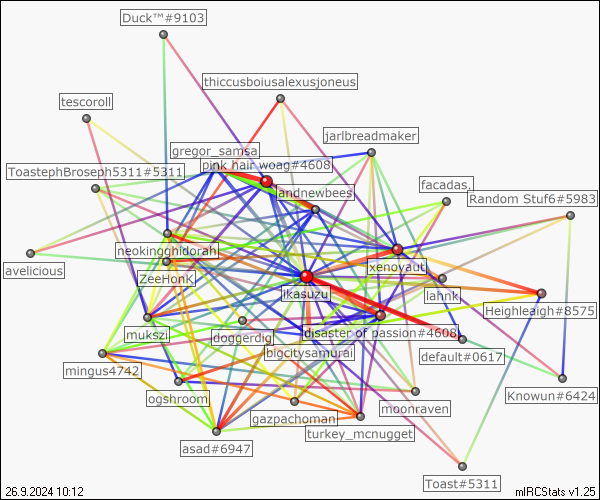 Duck™#9103
thiccusboiusalexusjoneus
tescoroll
jarlbreadmaker
gregor_samsa
pink hair woag#4608
ToastephBroseph5311#5311
landnewbees
facadas.
Random Stuf6#5983
neokingghidorah
xenoyaut
avelicious
ZeeHonK
ikasuzu
lahnk.
Heighleaigh#8575
mukszi
doggerdig
disaster of passion#4608
bigcitysamurai
default#0617
mingus4742
ogshroom
Knowun#6424
moonraven
gazpachoman
turkey_mcnugget
asad#6947
Toast#5311
26.9.2024 10:12
mIRCStats v1.25